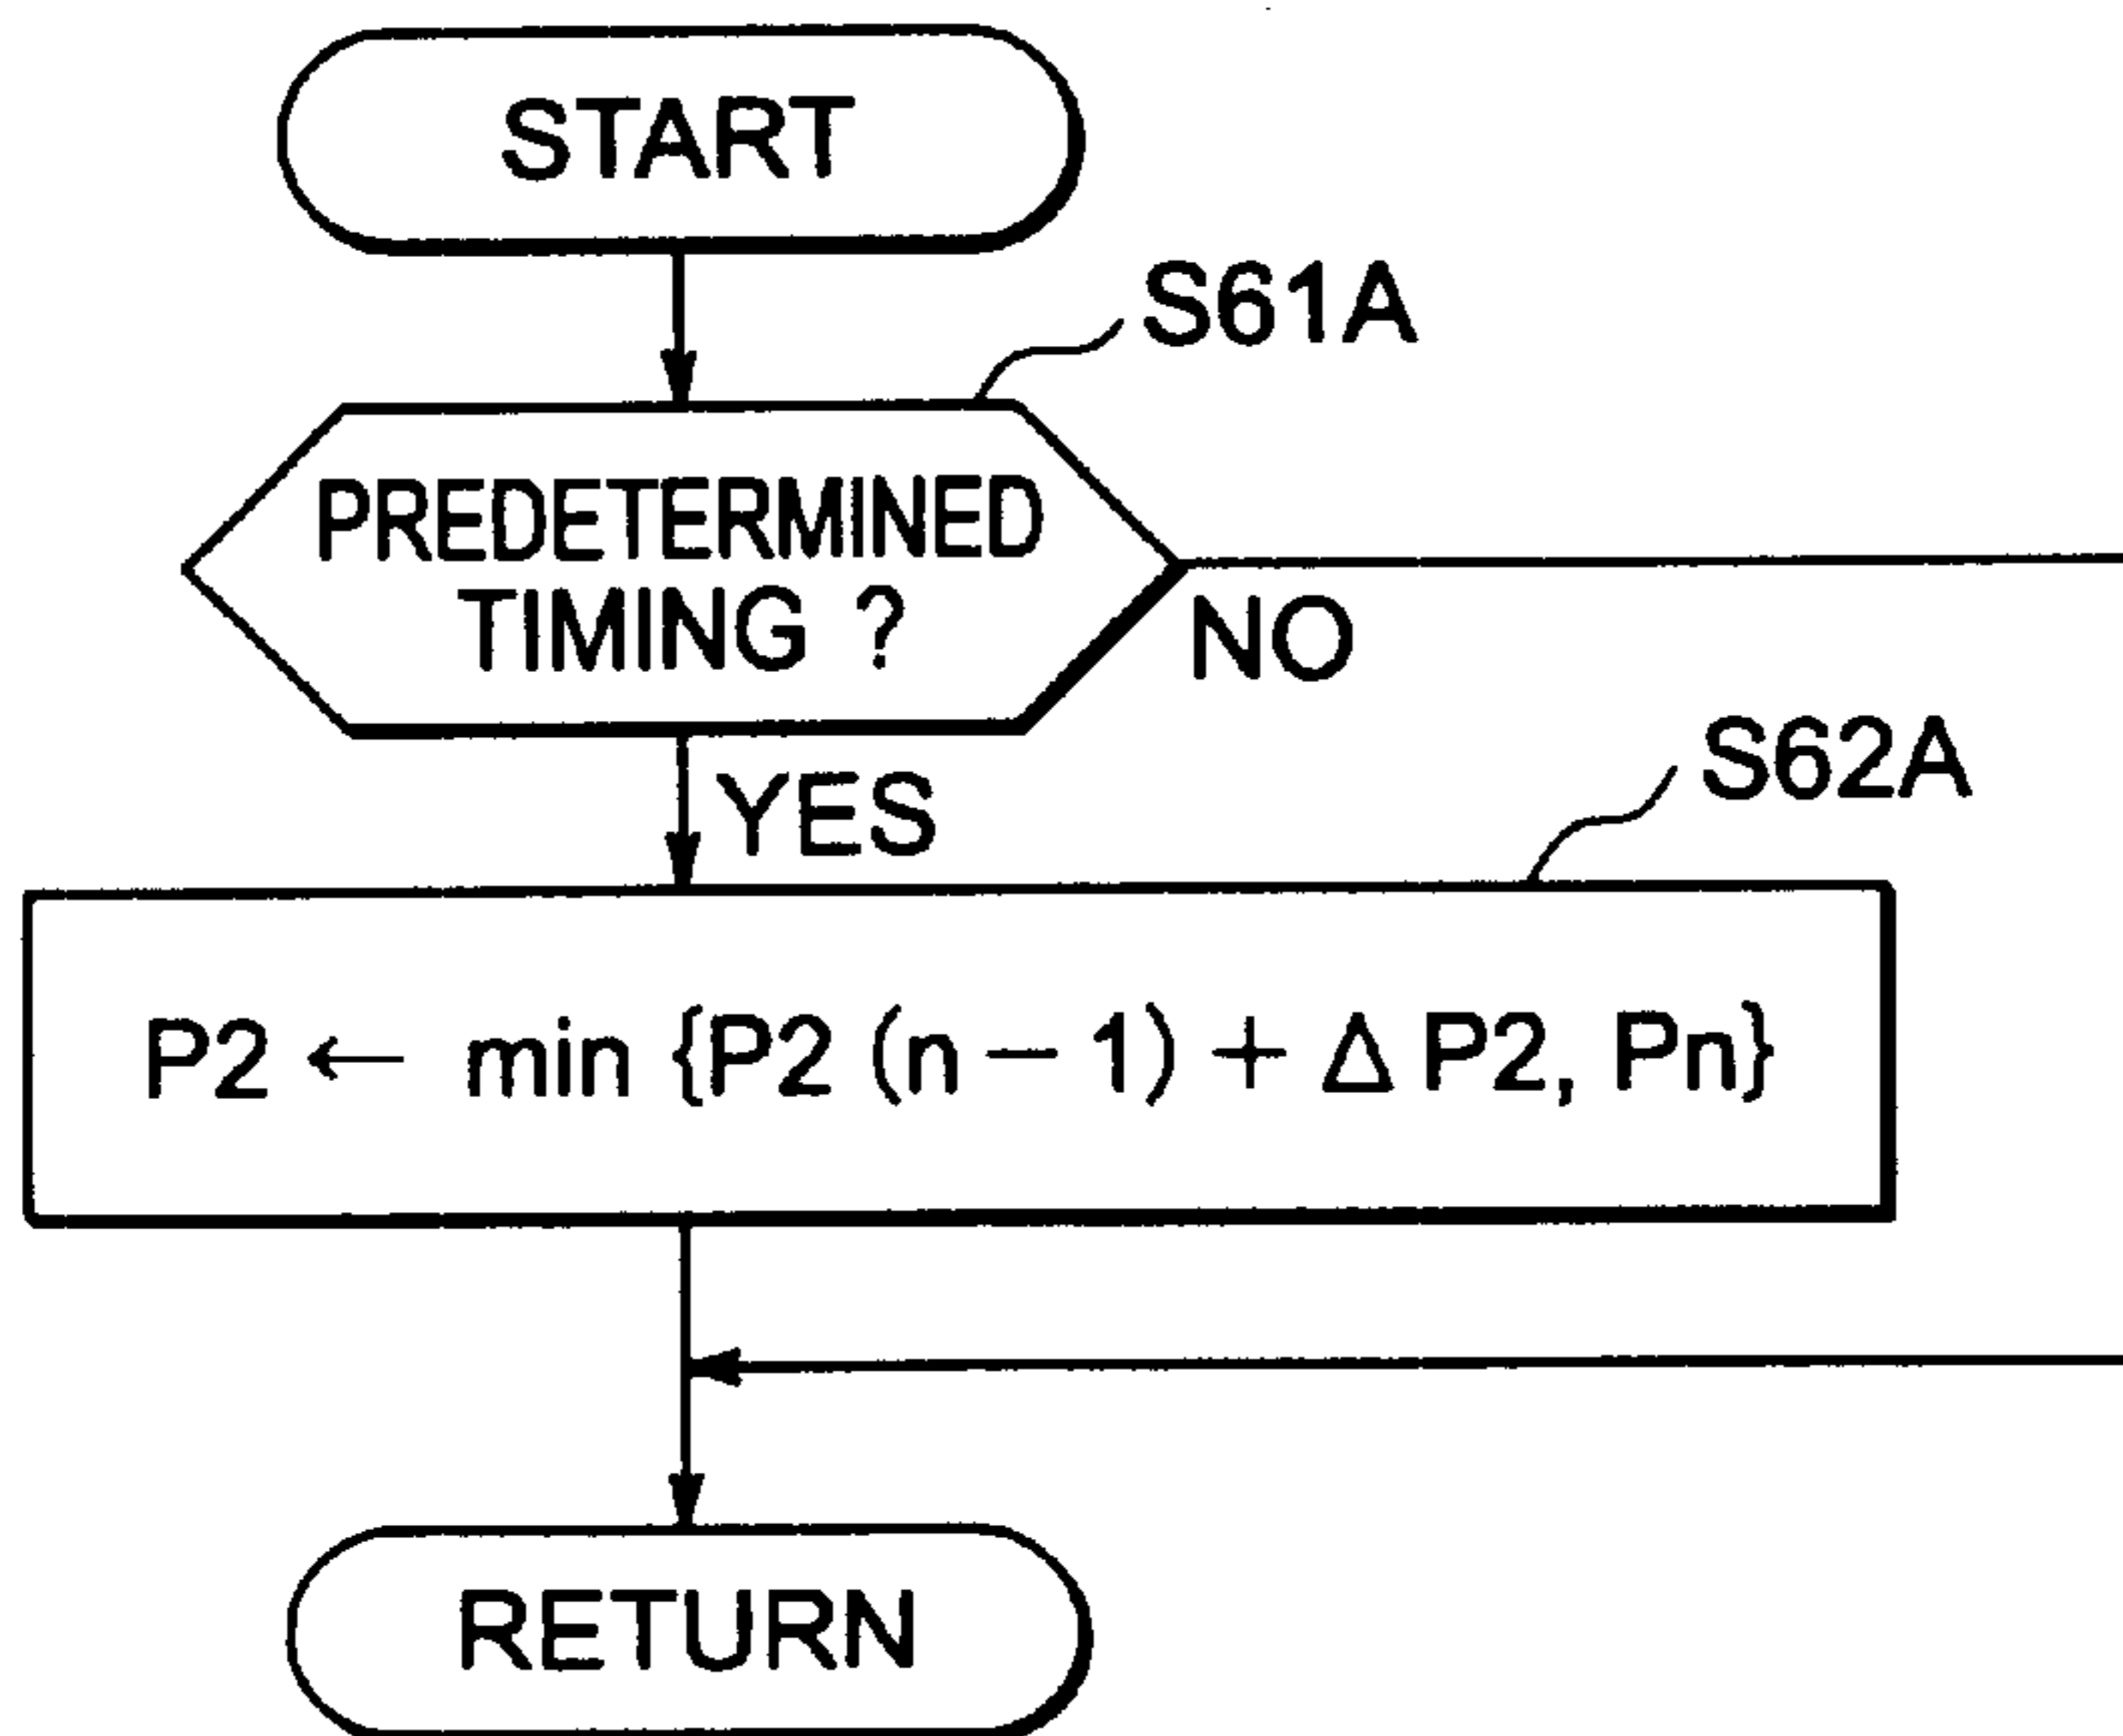 START
S61A
PREDETERMINED
TIMING ?
NO
YES
S62A
P2 ← min {P2 (n − 1) + Δ P2, Pn}
RETURN